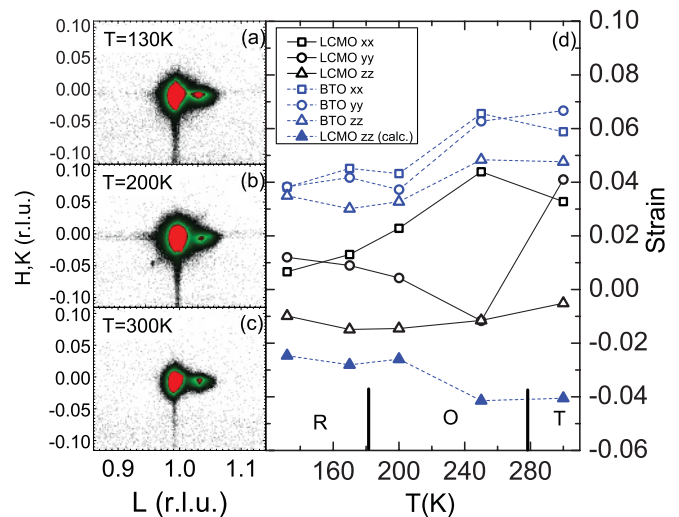 T=130K (a)
0.10
0.05
0.00
-0.05
-0.10
T=200K (b)
0.10
0.05
0.00
-0.05
-0.10
T=300K (c)
0.10
0.05
0.00
-0.05
-0.10
H,K (r.l.u.)
0.9 1.0 1.1
L (r.l.u.)
(d)
LCMO xx
LCMO yy
LCMO zz
BTO xx
BTO yy
BTO zz
LCMO zz (calc.)
R O T
160 200 240 280
T(K)
0.10
0.08
0.06
0.04
0.02
0.00
-0.02
-0.04
-0.06
Strain